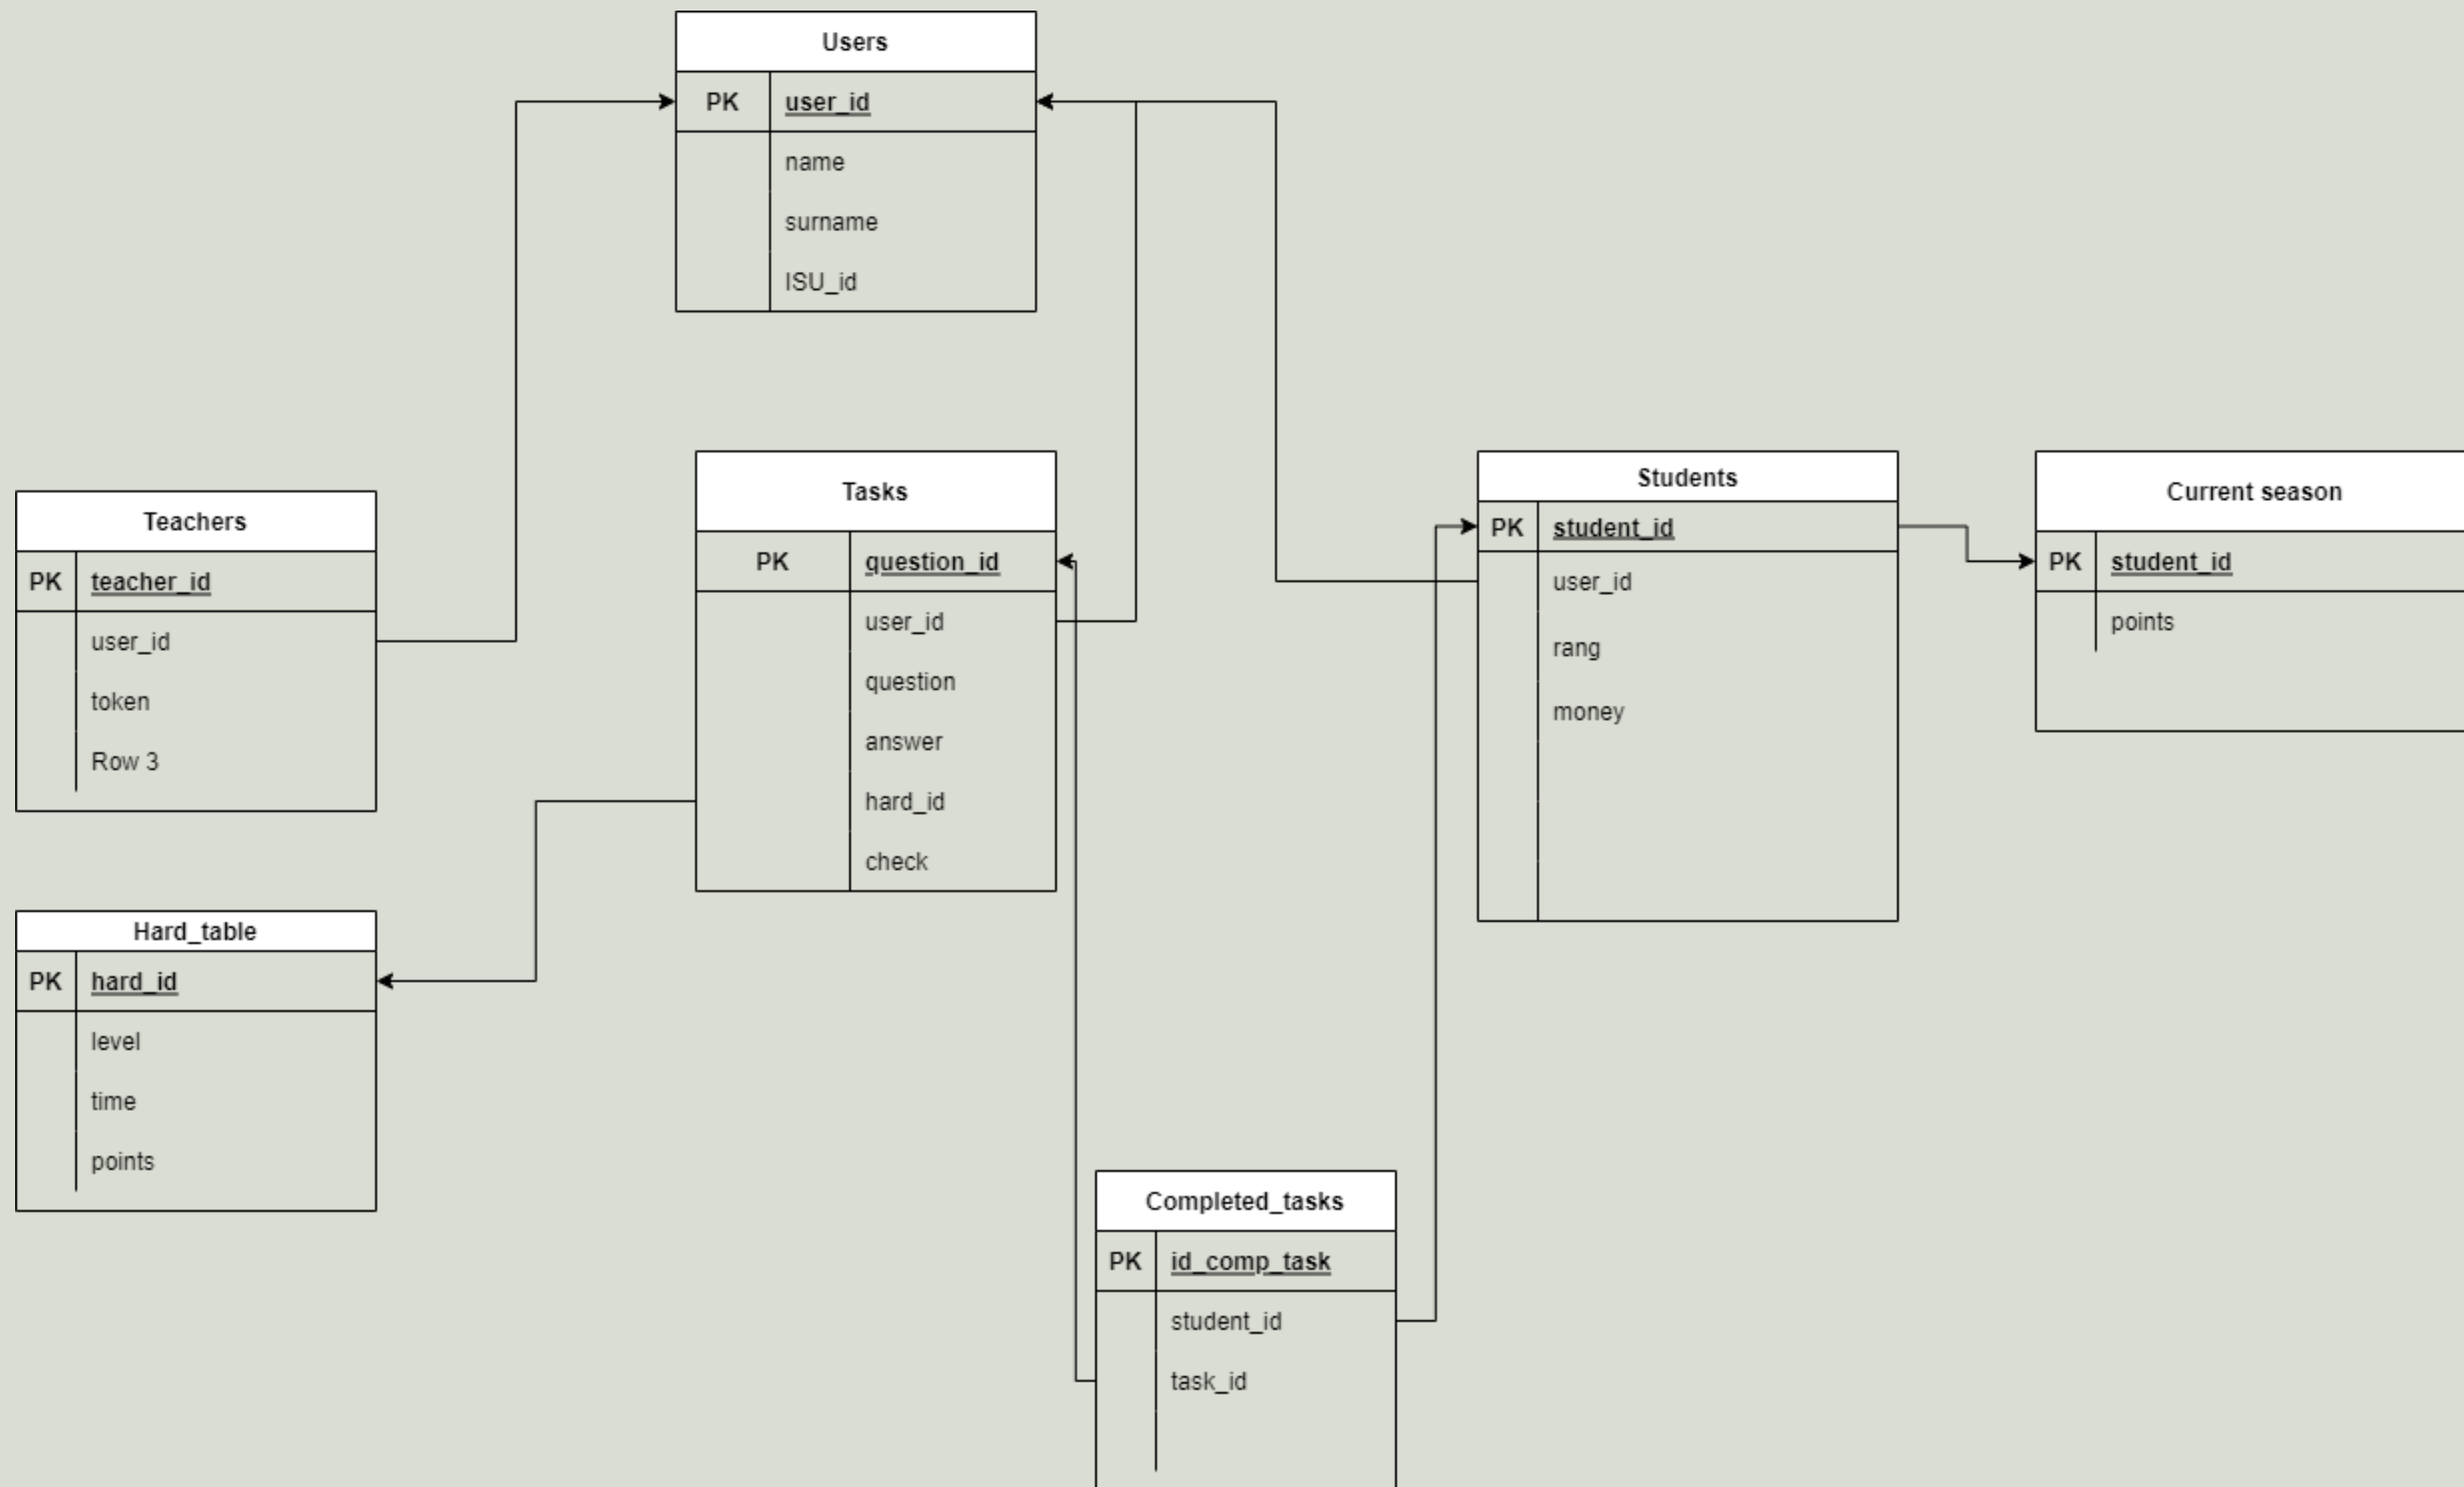 Users
PK user_id
name
surname
ISU_id
Teachers
PK teacher_id
user_id
token
Row 3
Tasks
PK question_id
user_id
question
answer
hard_id
check
Students
PK student_id
user_id
rang
money
Current season
PK student_id
points
Hard_table
PK hard_id
level
time
points
Completed_tasks
PK id_comp_task
student_id
task_id